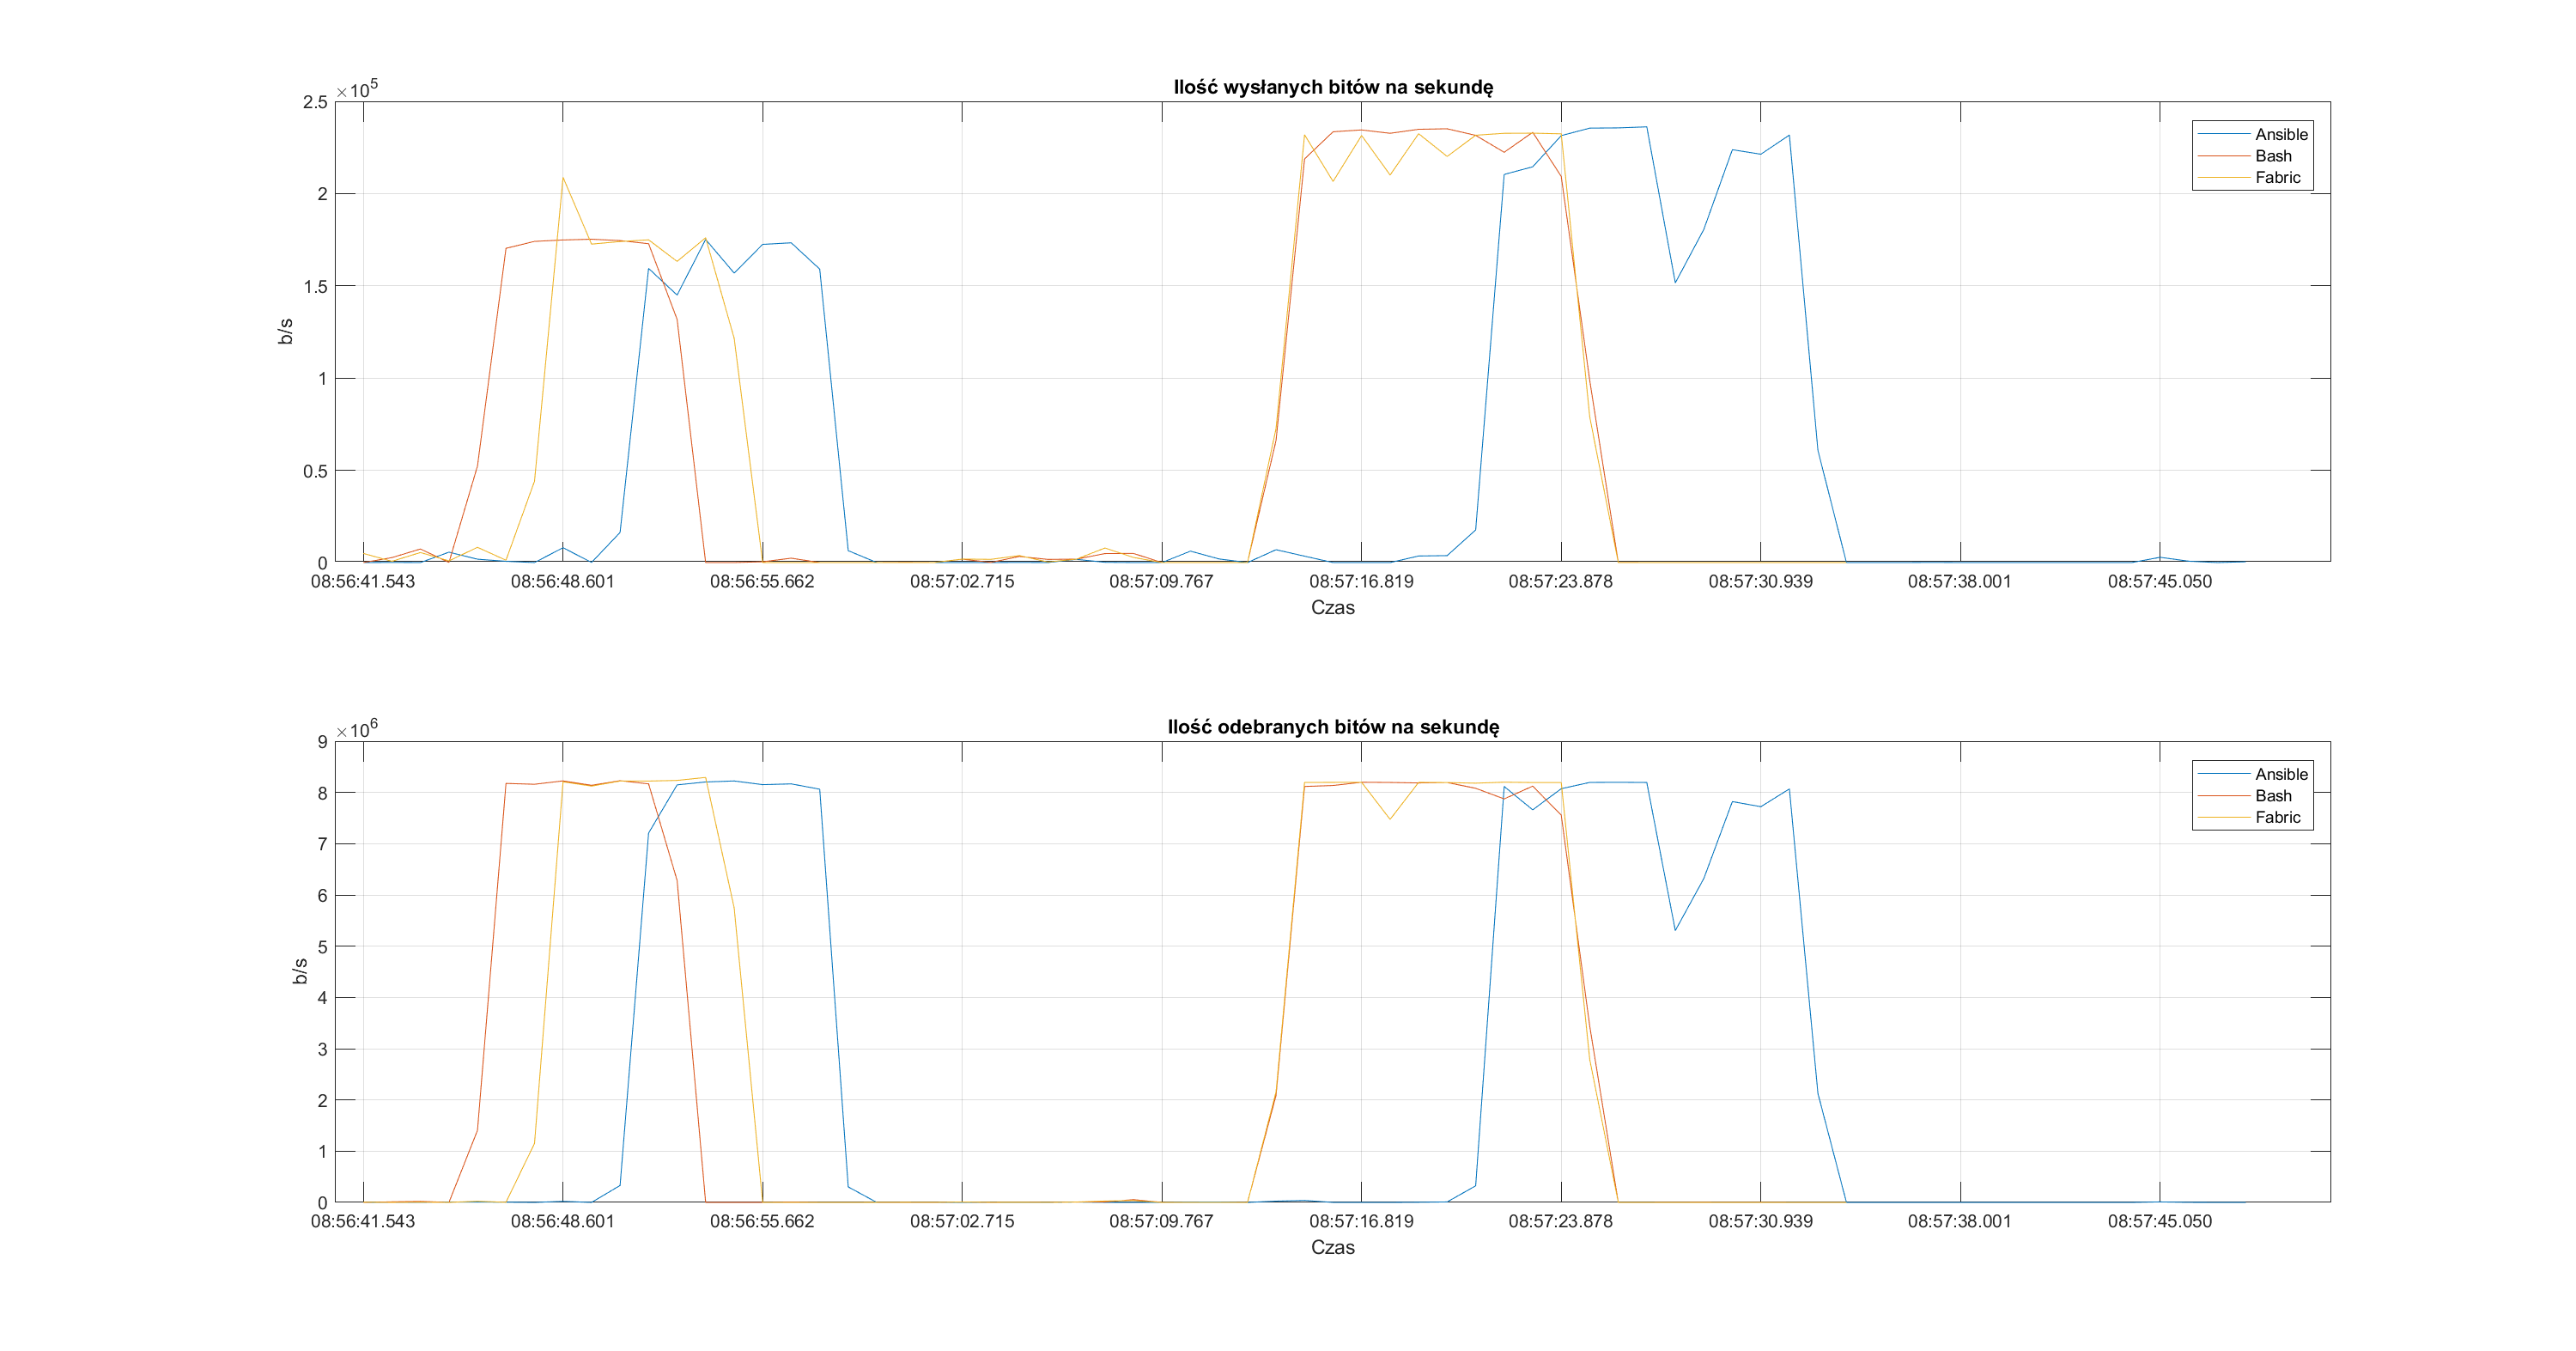 Ilość wysłanych bitów na sekundę
×10^5
2.5
2
1.5
1
0.5
0
b/s
Ansible
Bash
Fabric
08:56:41.543 08:56:48.601 08:56:55.662 08:57:02.715 08:57:09.767 08:57:16.819 08:57:23.878 08:57:30.939 08:57:38.001 08:57:45.050
Czas
Ilość odebranych bitów na sekundę
×10^6
9
8
7
6
5
4
3
2
1
0
b/s
Ansible
Bash
Fabric
08:56:41.543 08:56:48.601 08:56:55.662 08:57:02.715 08:57:09.767 08:57:16.819 08:57:23.878 08:57:30.939 08:57:38.001 08:57:45.050
Czas